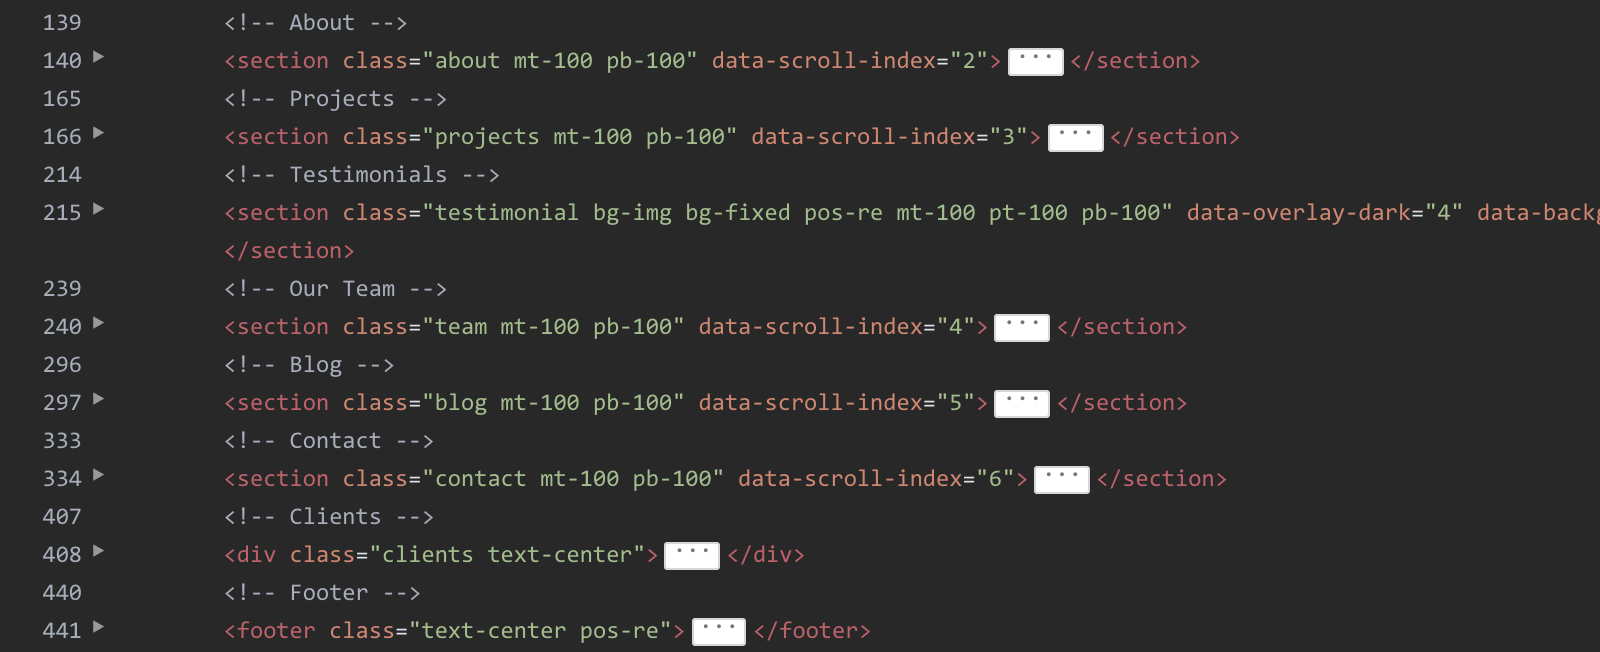 139 <!-- About -->
140 <section class="about mt-100 pb-100" data-scroll-index="2"> ... </section>
165 <!-- Projects -->
166 <section class="projects mt-100 pb-100" data-scroll-index="3"> ... </section>
214 <!-- Testimonials -->
215 <section class="testimonial bg-img bg-fixed pos-re mt-100 pt-100 pb-100" data-overlay-dark="4"
</section>
239 <!-- Our Team -->
240 <section class="team mt-100 pb-100" data-scroll-index="4"> ... </section>
296 <!-- Blog -->
297 <section class="blog mt-100 pb-100" data-scroll-index="5"> ... </section>
333 <!-- Contact -->
334 <section class="contact mt-100 pb-100" data-scroll-index="6"> ... </section>
407 <!-- Clients -->
408 <div class="clients text-center"> ... </div>
440 <!-- Footer -->
441 <footer class="text-center pos-re"> ... </footer>